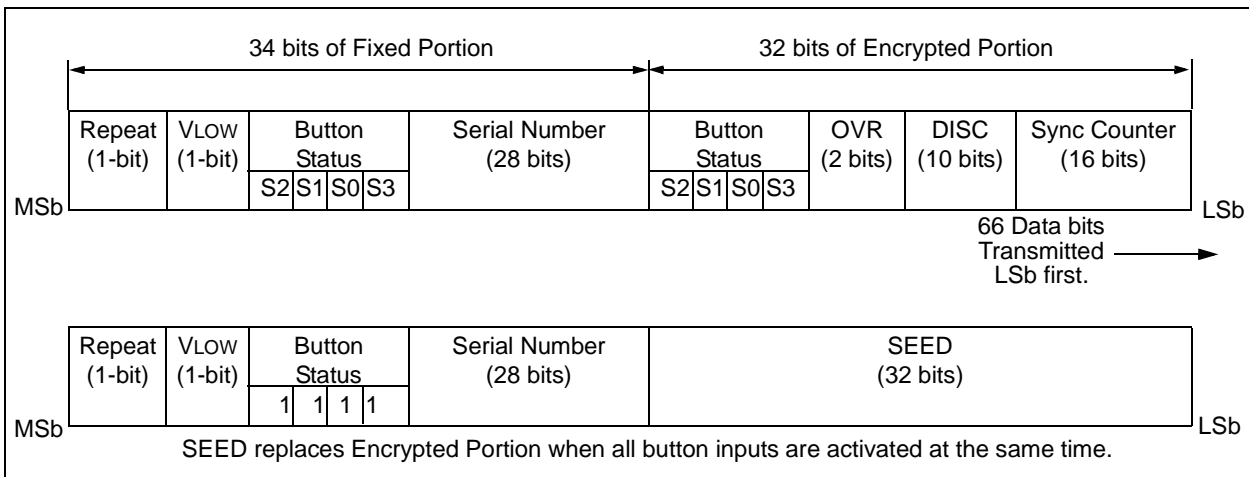 34 bits of Fixed Portion 32 bits of Encrypted Portion
Repeat VLOW Button Serial Number Button OVR DISC Sync Counter
(1-bit) (1-bit) Status (28 bits) Status (2 bits) (10 bits) (16 bits)
S2 S1 S0 S3 S2 S1 S0 S3
MSb LSb
66 Data bits
Transmitted
LSb first.
Repeat VLOW Button Serial Number SEED
(1-bit) (1-bit) Status (28 bits) (32 bits)
1 1 1 1
MSb LSb
SEED replaces Encrypted Portion when all button inputs are activated at the same time.